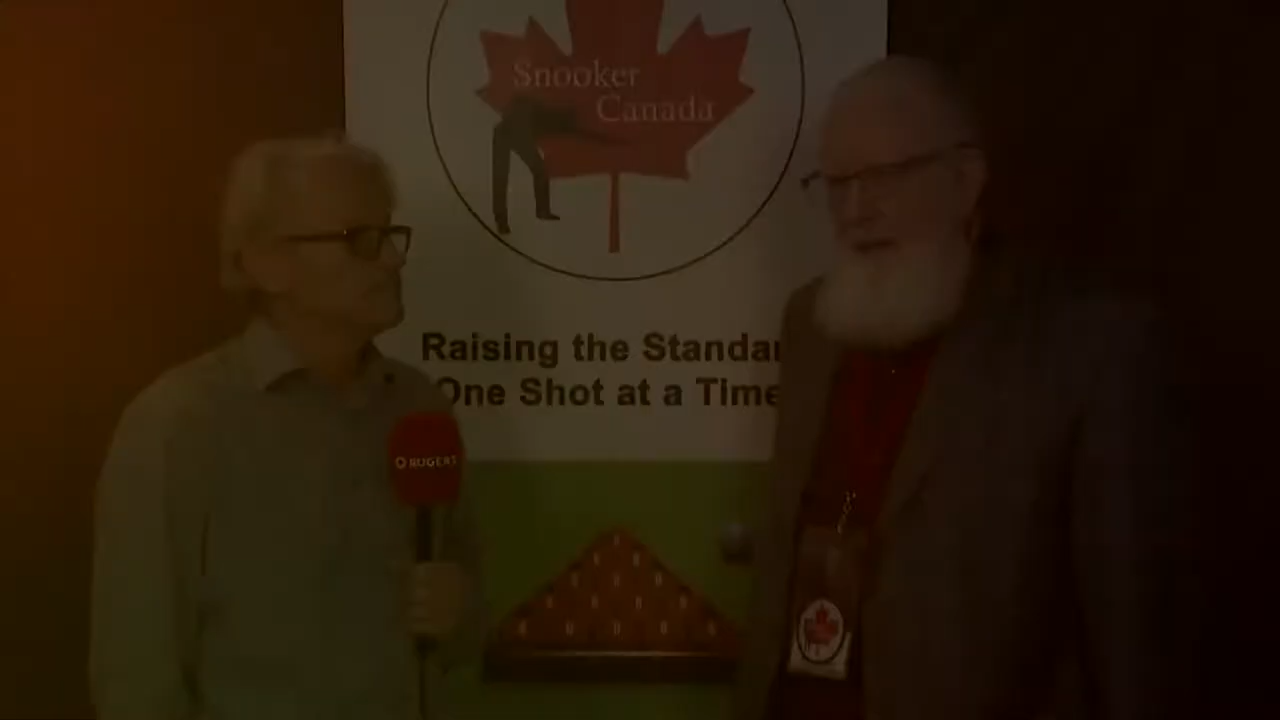 Snooker
Canada
Raising the Standar
One Shot at a Time
ROGERS